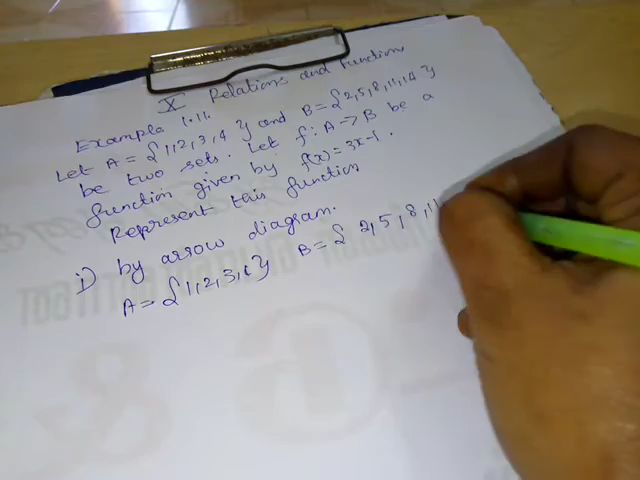 X Relations and Function
Example 1.11.
Let A = {1,2,3,4} and B = {2,5,8,11,14}
be two sets. Let f: A → B be a
function given by f(x) = 3x-1.
Represent this function
i) by arrow diagram.
A = {1,2,3,4} B = { 2,5,8,11